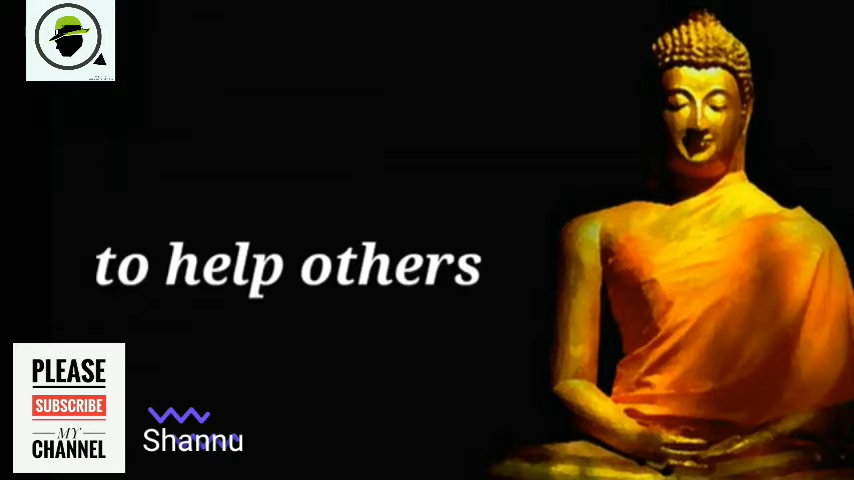 to help others
PLEASE
SUBSCRIBE
MY
CHANNEL
Shannu